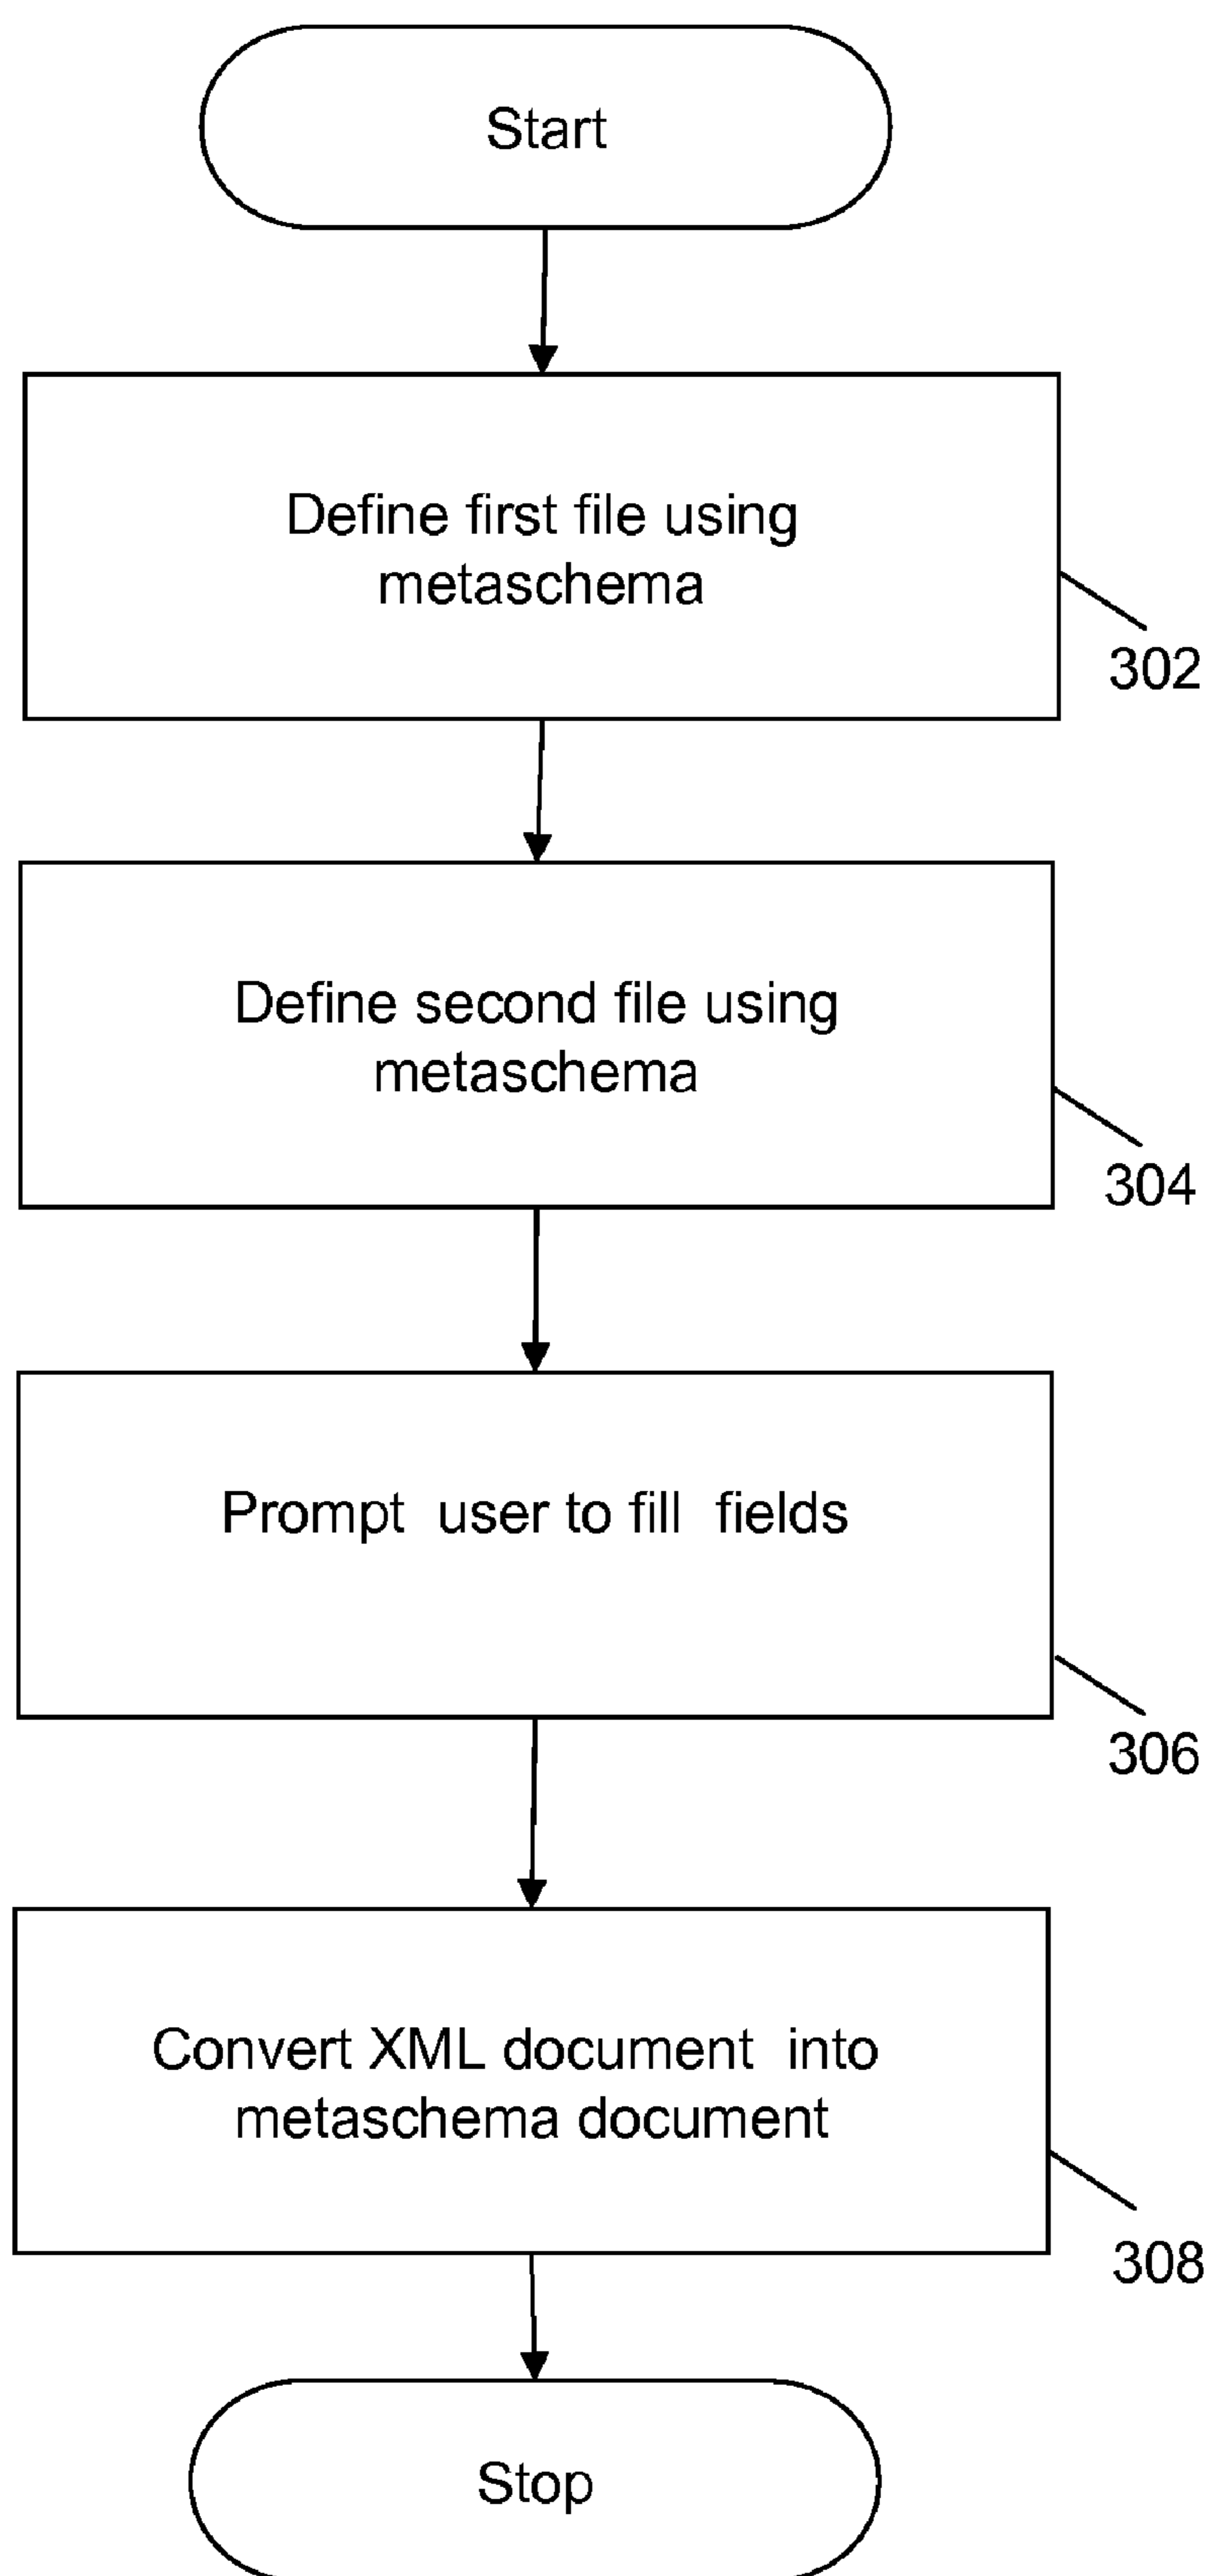 Start
Define first file using
metaschema
302
Define second file using
metaschema
304
Prompt user to fill fields
306
Convert XML document into
metaschema document
308
Stop